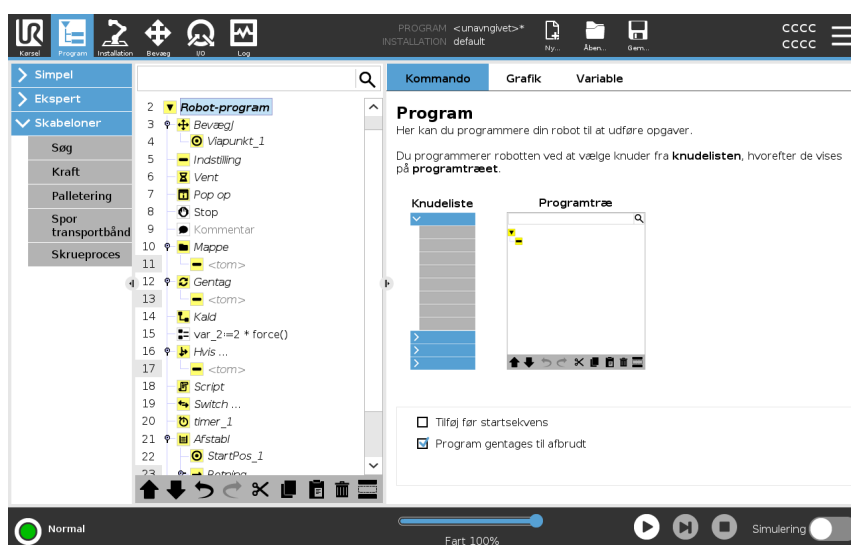 UR
PROGRAM <unavngivet>*
INSTALLATION default
CCCC
CCCC
Kørsel
Program
Installation
Bevæg
I/O
Log
Ny...
Åben...
Gem...
Simpel
Ekspert
Skabeloner
Søg
Kraft
Palletering
Spor
transportbånd
Skrueproces
2 Robot-program
3 BevægJ
4 Viapunkt_1
5 Indstilling
6 Vent
7 Pop op
8 Stop
9 Kommentar
10 Mappe
11 <tom>
12 Gentag
13 <tom>
14 Kald
15 var_2:=2 * force()
16 Hvis ...
17 <tom>
18 Script
19 Switch ...
20 timer_1
21 Afstabl
22 StartPos_1
23 Retning
Kommando
Grafik
Variable
Program
Her kan du programmere din robot til at udføre opgaver.
Du programmerer robotten ved at vælge knuder fra knudelisten, hvorefter de vises
på programtræet.
Knudeliste
Programtræ
Tilføj før startsekvens
Program gentages til afbrudt
Normal
Fart 100%
Simulering